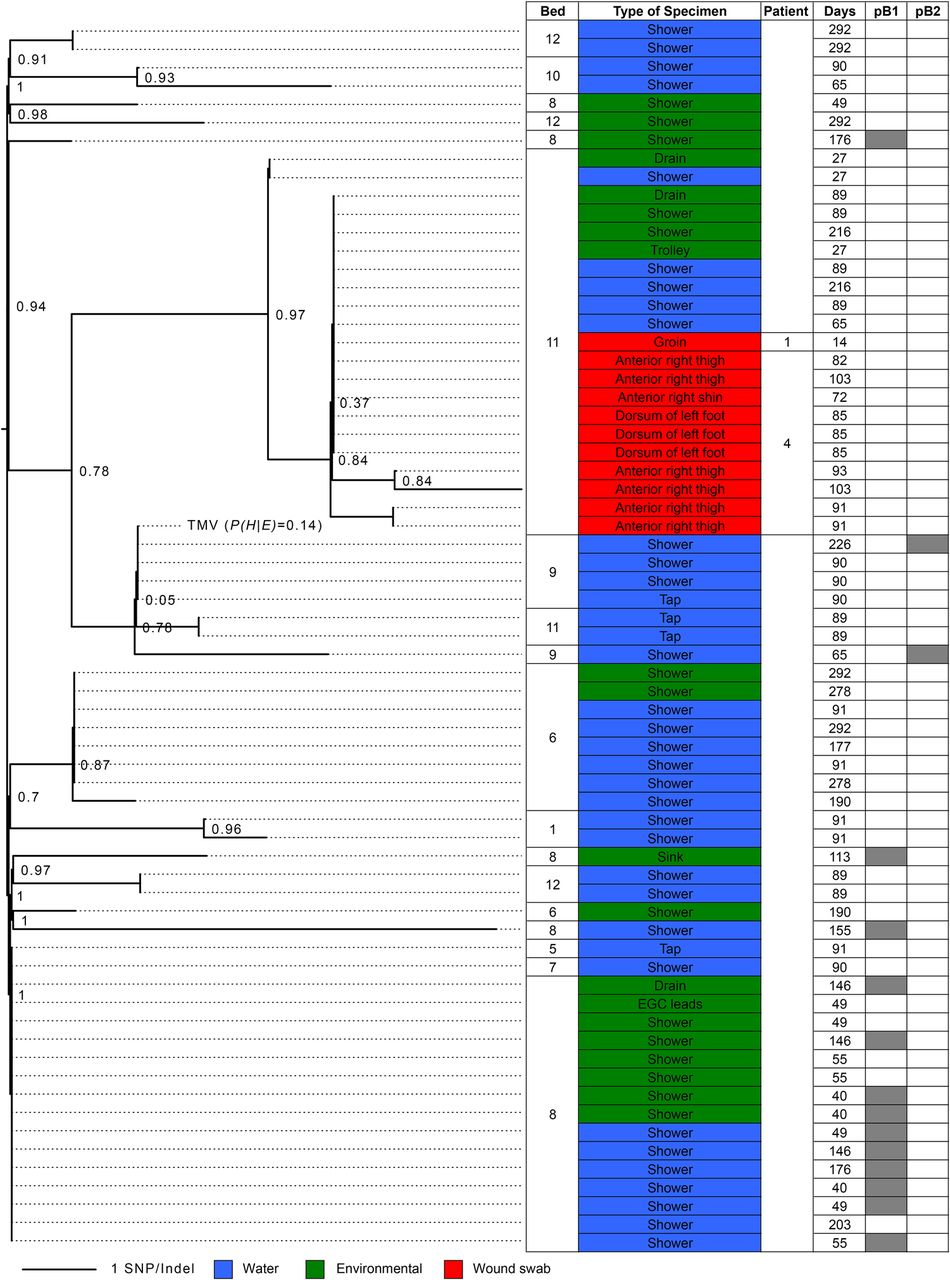 Bed Type of Specimen Patient Days pB1 pB2
12 Shower 292
Shower 292
0.91
10 Shower 90
0.93
1 Shower 65
8 Shower 49
0.98
12 Shower 292
8 Shower 176
Drain 27
Shower 27
Drain 89
Shower 89
Shower 216
Trolley 27
Shower 89
Shower 216
0.94 Shower 89
0.97 Shower 65
11 Groin 1 14
Anterior right thigh 82
Anterior right thigh 103
Anterior right shin 72
0.37
Dorsum of left foot 85
Dorsum of left foot 85
4
Dorsum of left foot 85
0.84
0.78 Anterior right thigh 93
0.84
Anterior right thigh 103
Anterior right thigh 91
TMV (P(H|E)=0.14) Anterior right thigh 91
Shower 226
Shower 90
9
Shower 90
0.05 Tap 90
Tap 89
0.78 11
Tap 89
9 Shower 65
Shower 292
Shower 278
Shower 91
Shower 292
6
Shower 177
0.87 Shower 91
Shower 278
0.7 Shower 190
Shower 91
0.96 1
Shower 91
8 Sink 113
0.97
Shower 89
12
1 Shower 89
6 Shower 190
1
8 Shower 155
5 Tap 91
7 Shower 90
Drain 146
1
EGC leads 49
Shower 49
Shower 146
Shower 55
Shower 55
Shower 40
8 Shower 40
Shower 49
Shower 146
Shower 176
Shower 40
Shower 49
Shower 203
Shower 55
1 SNP/Indel Water Environmental Wound swab